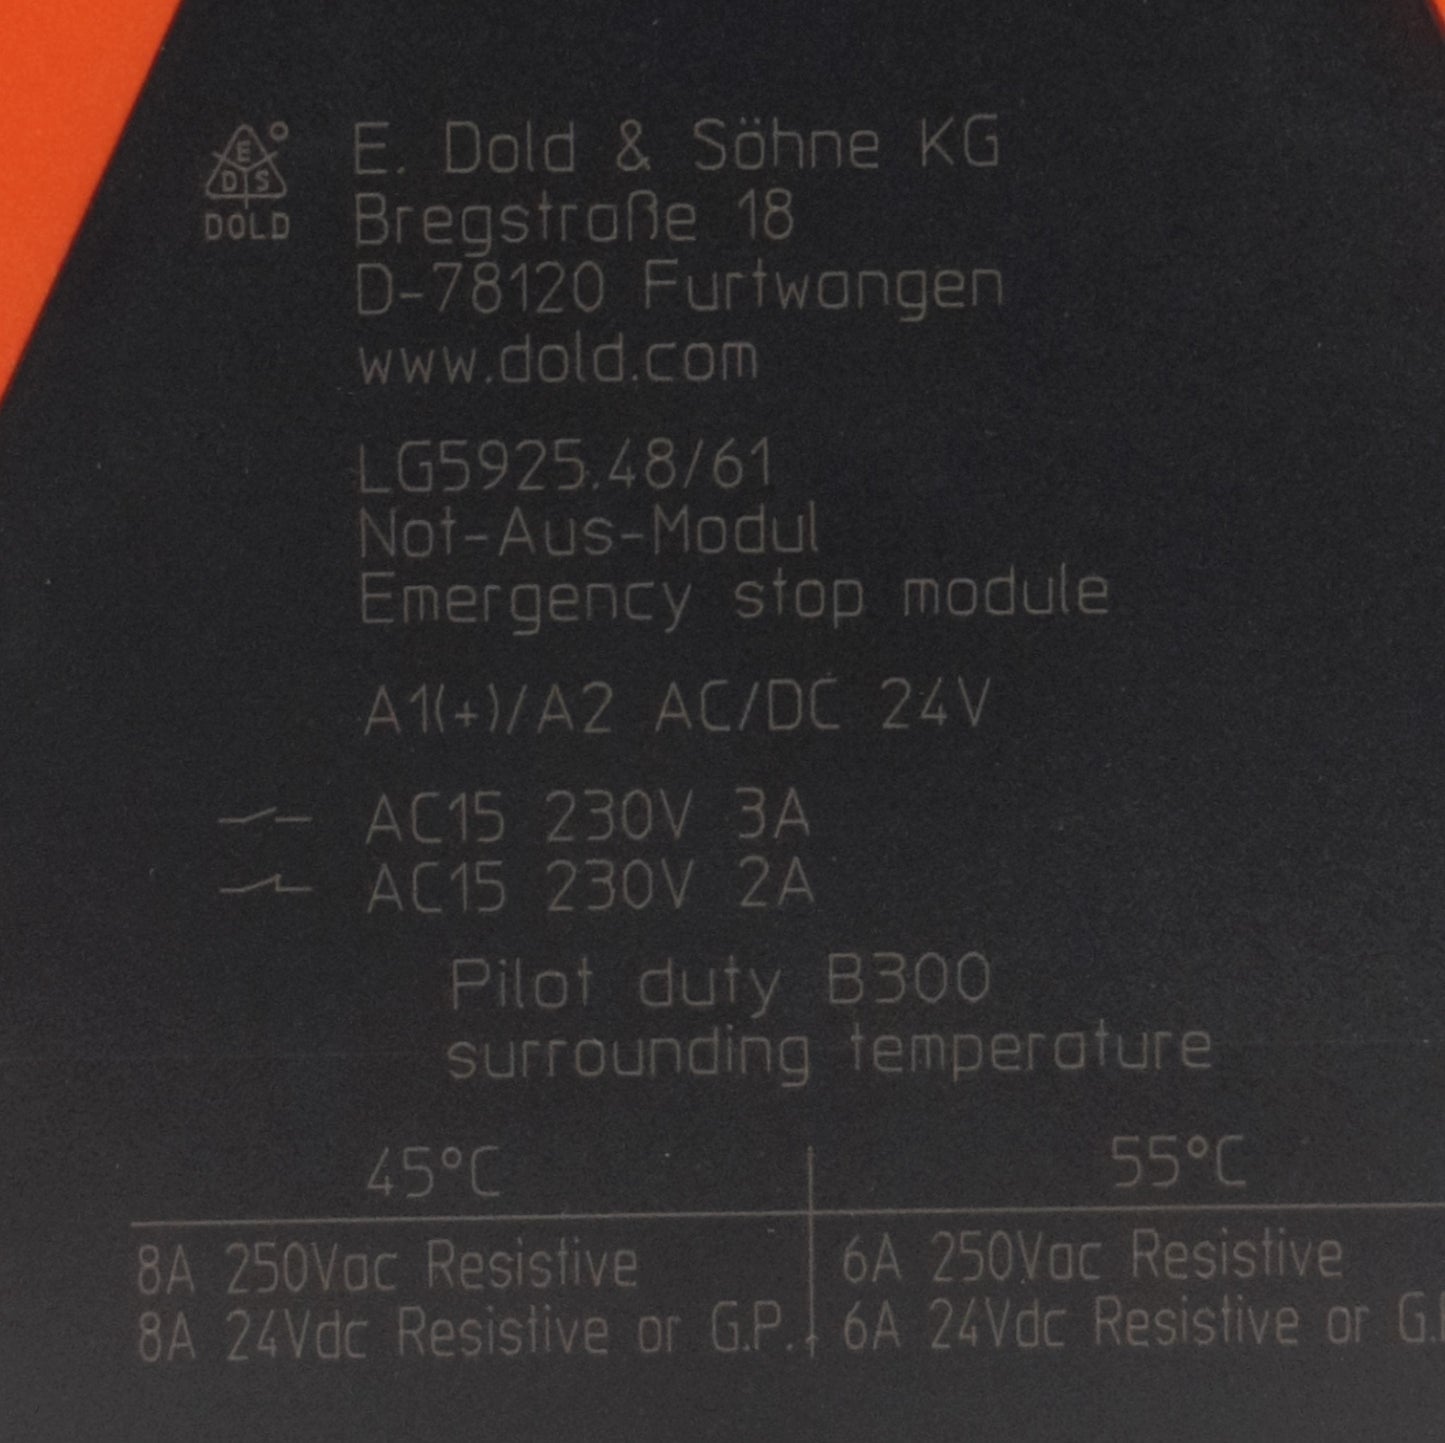 E
D S
DOLD
E. Dold & Söhne KG
Bregstraße 18
D-78120 Furtwangen
www.dold.com
LG5925.48/61
Not-Aus-Modul
Emergency stop module
A1(+)/A2 AC/DC 24V
AC15 230V 3A
AC15 230V 2A
Pilot duty B300
surrounding temperature
45°C 55°C
8A 250Vac Resistive 6A 250Vac Resistive
8A 24Vdc Resistive or G.P. 6A 24Vdc Resistive or G.